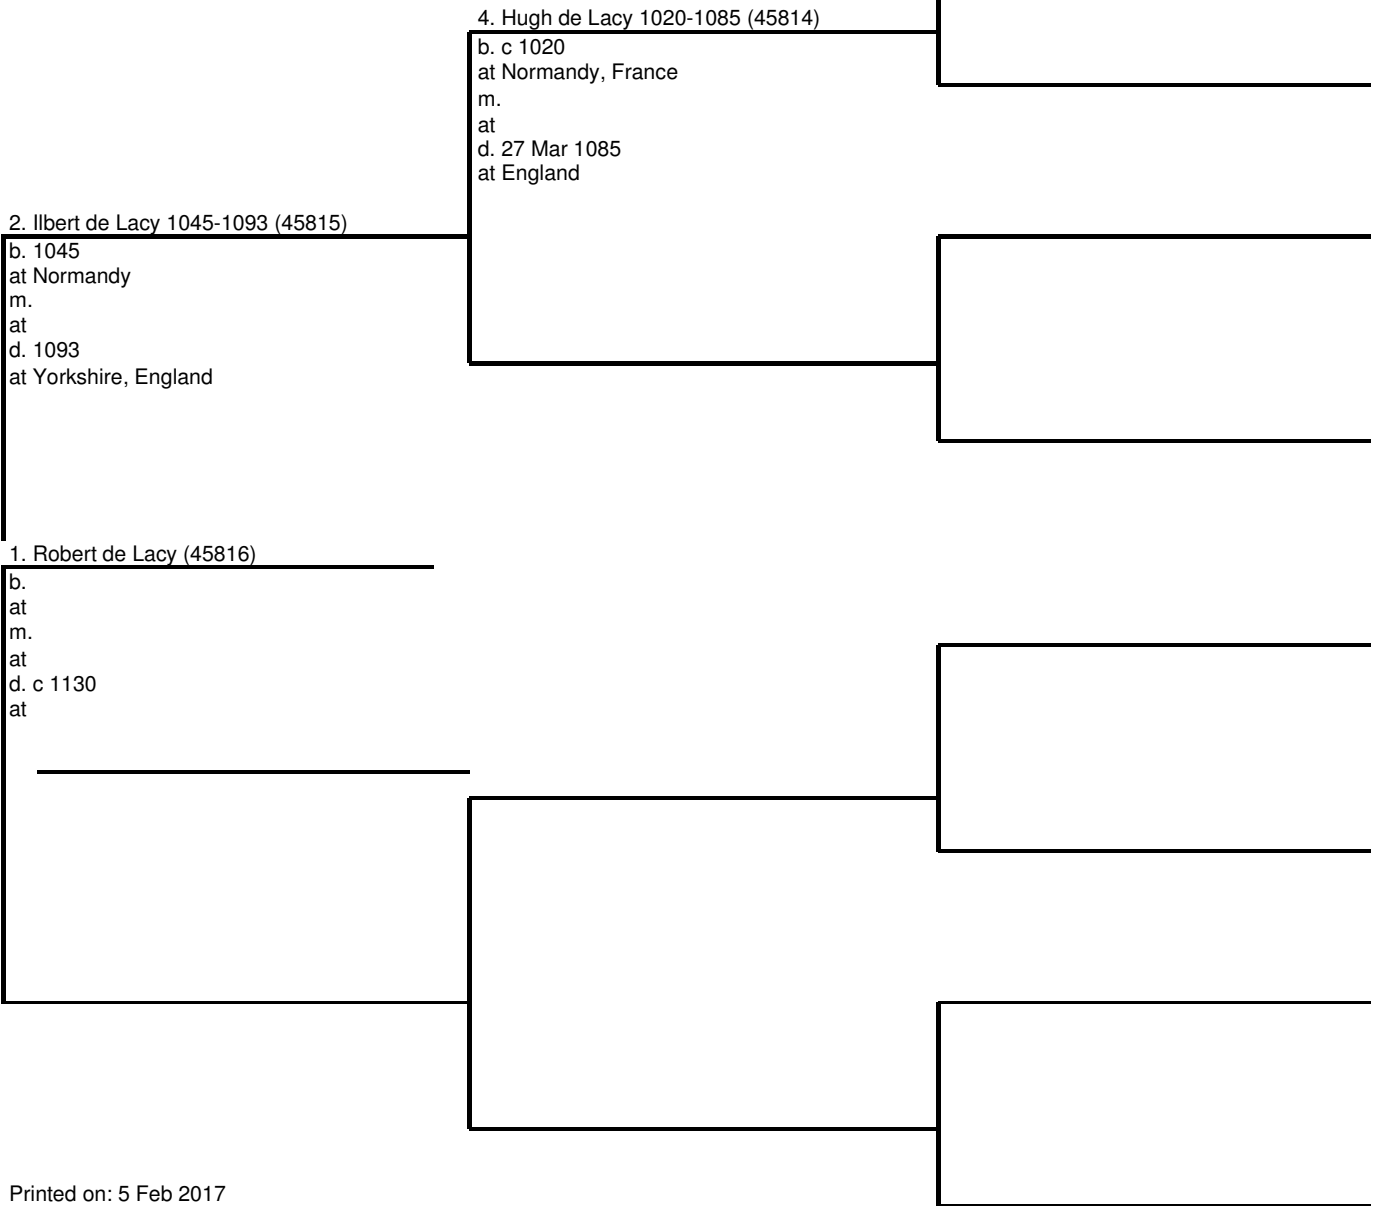 4. Hugh de Lacy 1020-1085 (45814)
b. c 1020
at Normandy, France
m.
at
d. 27 Mar 1085
at England
2. Ilbert de Lacy 1045-1093 (45815)
b. 1045
at Normandy
m.
at
d. 1093
at Yorkshire, England
1. Robert de Lacy (45816)
b.
at
m.
at
d. c 1130
at
Printed on: 5 Feb 2017